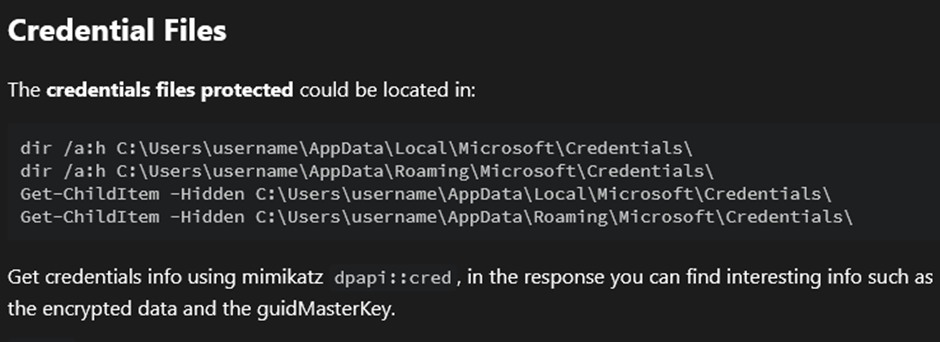 Credential Files
The credentials files protected could be located in:
dir /a:h C:\Users\username\AppData\Local\Microsoft\Credentials\
dir /a:h C:\Users\username\AppData\Roaming\Microsoft\Credentials\
Get-ChildItem -Hidden C:\Users\username\AppData\Local\Microsoft\Credentials\
Get-ChildItem -Hidden C:\Users\username\AppData\Roaming\Microsoft\Credentials\
Get credentials info using mimikatz dpapi::cred, in the response you can find interesting info such as
the encrypted data and the guidMasterKey.